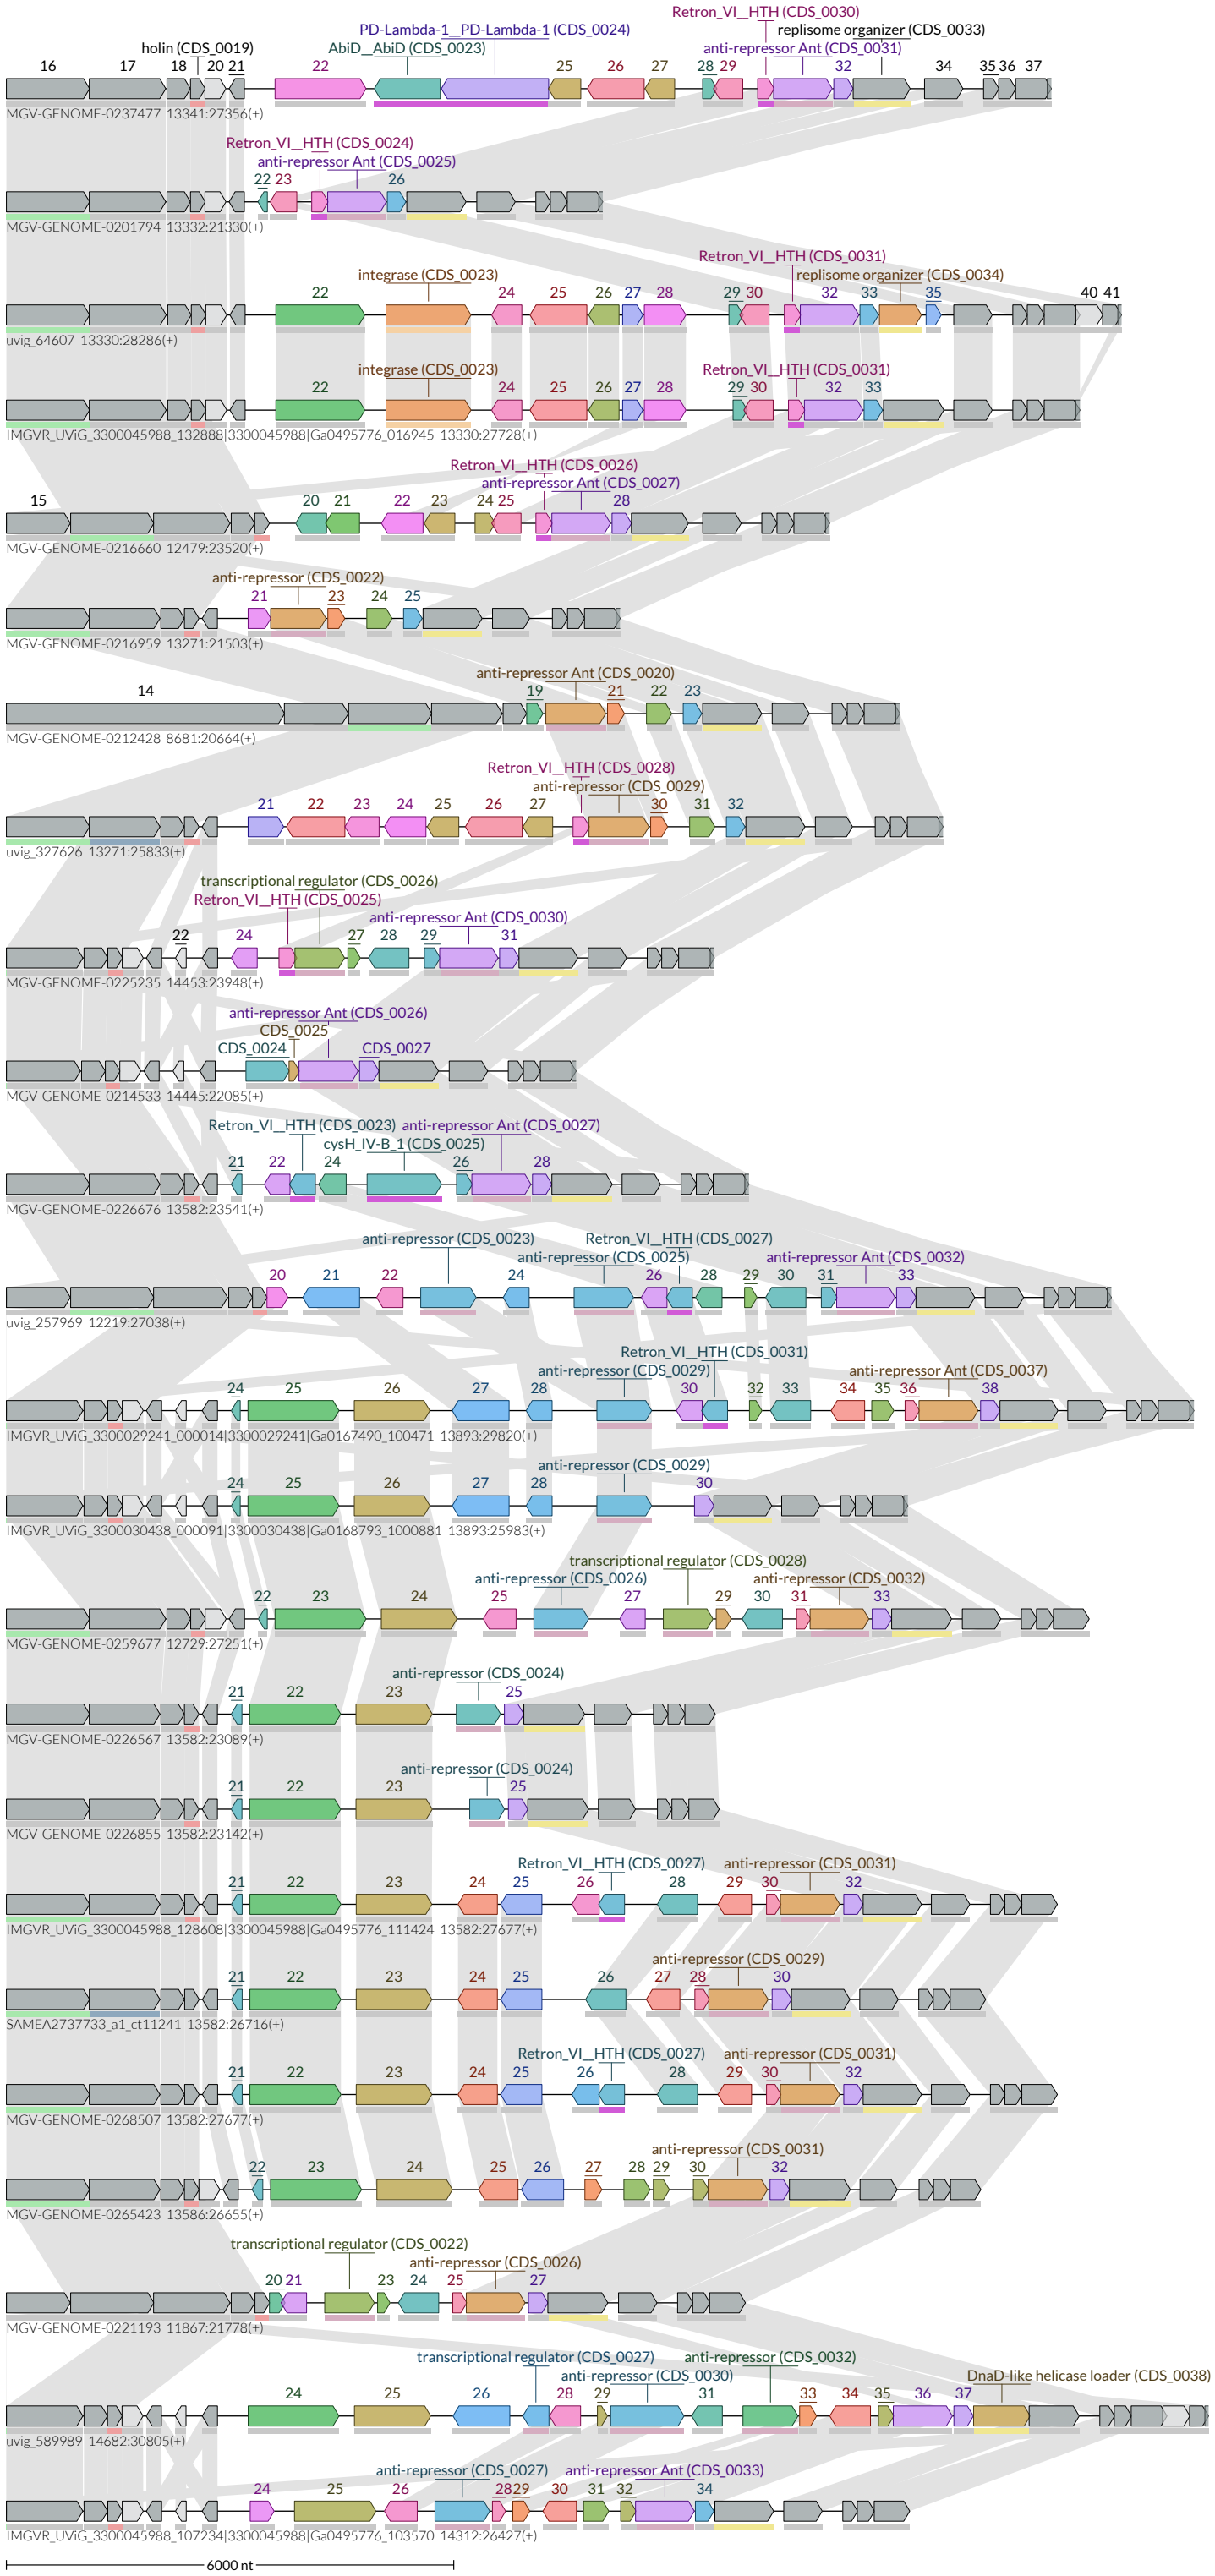 Retron_VI__HTH (CDS_0030)
PD-Lambda-1__PD-Lambda-1 (CDS_0024) replisome organizer (CDS_0033)
holin (CDS_0019) AbiD__AbiD (CDS_0023) anti-repressor Ant (CDS_0031)
16 17 18 20 21 22 25 26 27 28 29 32 34 35 36 37
MGV-GENOME-0237477 13341:27356(+)
Retron_VI__HTH (CDS_0024)
anti-repressor Ant (CDS_0025)
22 23 26
MGV-GENOME-0201794 13332:21330(+)
Retron_VI__HTH (CDS_0031)
integrase (CDS_0023) replisome organizer (CDS_0034)
22 24 25 26 27 28 29 30 32 33 35 40 41
uvig_64607 13330:28286(+)
integrase (CDS_0023) Retron_VI__HTH (CDS_0031)
22 24 25 26 27 28 29 30 32 33
IMGVR_UViG_3300045988_132888|3300045988|Ga0495776_016945 13330:27728(+)
Retron_VI__HTH (CDS_0026)
anti-repressor Ant (CDS_0027)
15 20 21 22 23 24 25 28
MGV-GENOME-0216660 12479:23520(+)
anti-repressor (CDS_0022)
21 23 24 25
MGV-GENOME-0216959 13271:21503(+)
anti-repressor Ant (CDS_0020)
14 19 21 22 23
MGV-GENOME-0212428 8681:20664(+)
Retron_VI__HTH (CDS_0028)
anti-repressor (CDS_0029)
21 22 23 24 25 26 27 30 31 32
uvig_327626 13271:25833(+)
transcriptional regulator (CDS_0026)
Retron_VI__HTH (CDS_0025)
anti-repressor Ant (CDS_0030)
22 24 27 28 29 31
MGV-GENOME-0225235 14453:23948(+)
anti-repressor Ant (CDS_0026)
CDS_0025
CDS_0024 CDS_0027
MGV-GENOME-0214533 14445:22085(+)
Retron_VI__HTH (CDS_0023) anti-repressor Ant (CDS_0027)
cysH_IV-B_1 (CDS_0025)
21 22 24 26 28
MGV-GENOME-0226676 13582:23541(+)
anti-repressor (CDS_0023) Retron_VI__HTH (CDS_0027)
anti-repressor (CDS_0025) anti-repressor Ant (CDS_0032)
20 21 22 24 26 28 29 30 31 33
uvig_257969 12219:27038(+)
Retron_VI__HTH (CDS_0031)
anti-repressor (CDS_0029) anti-repressor Ant (CDS_0037)
24 25 26 27 28 30 32 33 34 35 36 38
IMGVR_UViG_3300029241_000014|3300029241|Ga0167490_100471 13893:29820(+)
anti-repressor (CDS_0029)
24 25 26 27 28 30
IMGVR_UViG_3300030438_000091|3300030438|Ga0168793_1000881 13893:25983(+)
transcriptional regulator (CDS_0028)
anti-repressor (CDS_0026) anti-repressor (CDS_0032)
22 23 24 25 27 29 30 31 33
MGV-GENOME-0259677 12729:27251(+)
anti-repressor (CDS_0024)
21 22 23 25
MGV-GENOME-0226567 13582:23089(+)
anti-repressor (CDS_0024)
21 22 23 25
MGV-GENOME-0226855 13582:23142(+)
Retron_VI__HTH (CDS_0027) anti-repressor (CDS_0031)
21 22 23 24 25 26 28 29 30 32
IMGVR_UViG_3300045988_128608|3300045988|Ga0495776_111424 13582:27677(+)
anti-repressor (CDS_0029)
21 22 23 24 25 26 27 28 30
SAMEA2737733_a1_ct11241 13582:26716(+)
Retron_VI__HTH (CDS_0027) anti-repressor (CDS_0031)
21 22 23 24 25 26 28 29 30 32
MGV-GENOME-0268507 13582:27677(+)
anti-repressor (CDS_0031)
22 23 24 25 26 27 28 29 30 32
MGV-GENOME-0265423 13586:26655(+)
transcriptional regulator (CDS_0022)
anti-repressor (CDS_0026)
20 21 23 24 25 27
MGV-GENOME-0221193 11867:21778(+)
transcriptional regulator (CDS_0027) anti-repressor (CDS_0032)
anti-repressor (CDS_0030) DnaD-like helicase loader (CDS_0038)
24 25 26 28 29 31 33 34 35 36 37
uvig_589989 14682:30805(+)
anti-repressor (CDS_0027) anti-repressor Ant (CDS_0033)
24 25 26 28 29 30 31 32 34
IMGVR_UViG_3300045988_107234|3300045988|Ga0495776_103570 14312:26427(+)
6000 nt